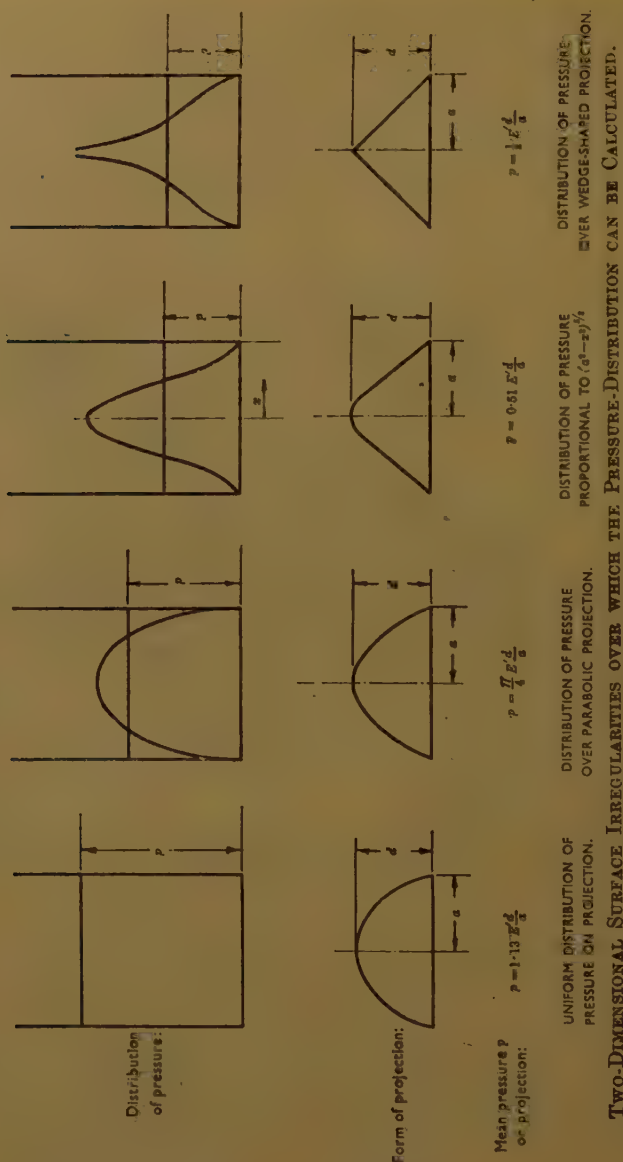 Distribution
of pressure:
p
p
p
p
x
Form of projection:
d
a
a
d
a
d
a
Mean pressure P
on projection:
p = 1·13 E'd/a
p = π/4 E'd/a
p = 0·51 E'd/a
p = ½ E'd/a
UNIFORM DISTRIBUTION OF
PRESSURE ON PROJECTION.
DISTRIBUTION OF PRESSURE
OVER PARABOLIC PROJECTION.
DISTRIBUTION OF PRESSURE
PROPORTIONAL TO (a²−x²)^3/2
DISTRIBUTION OF PRESSURE
OVER WEDGE-SHAPED PROJECTION.
TWO-DIMENSIONAL SURFACE IRREGULARITIES OVER WHICH THE PRESSURE-DISTRIBUTION CAN BE CALCULATED.